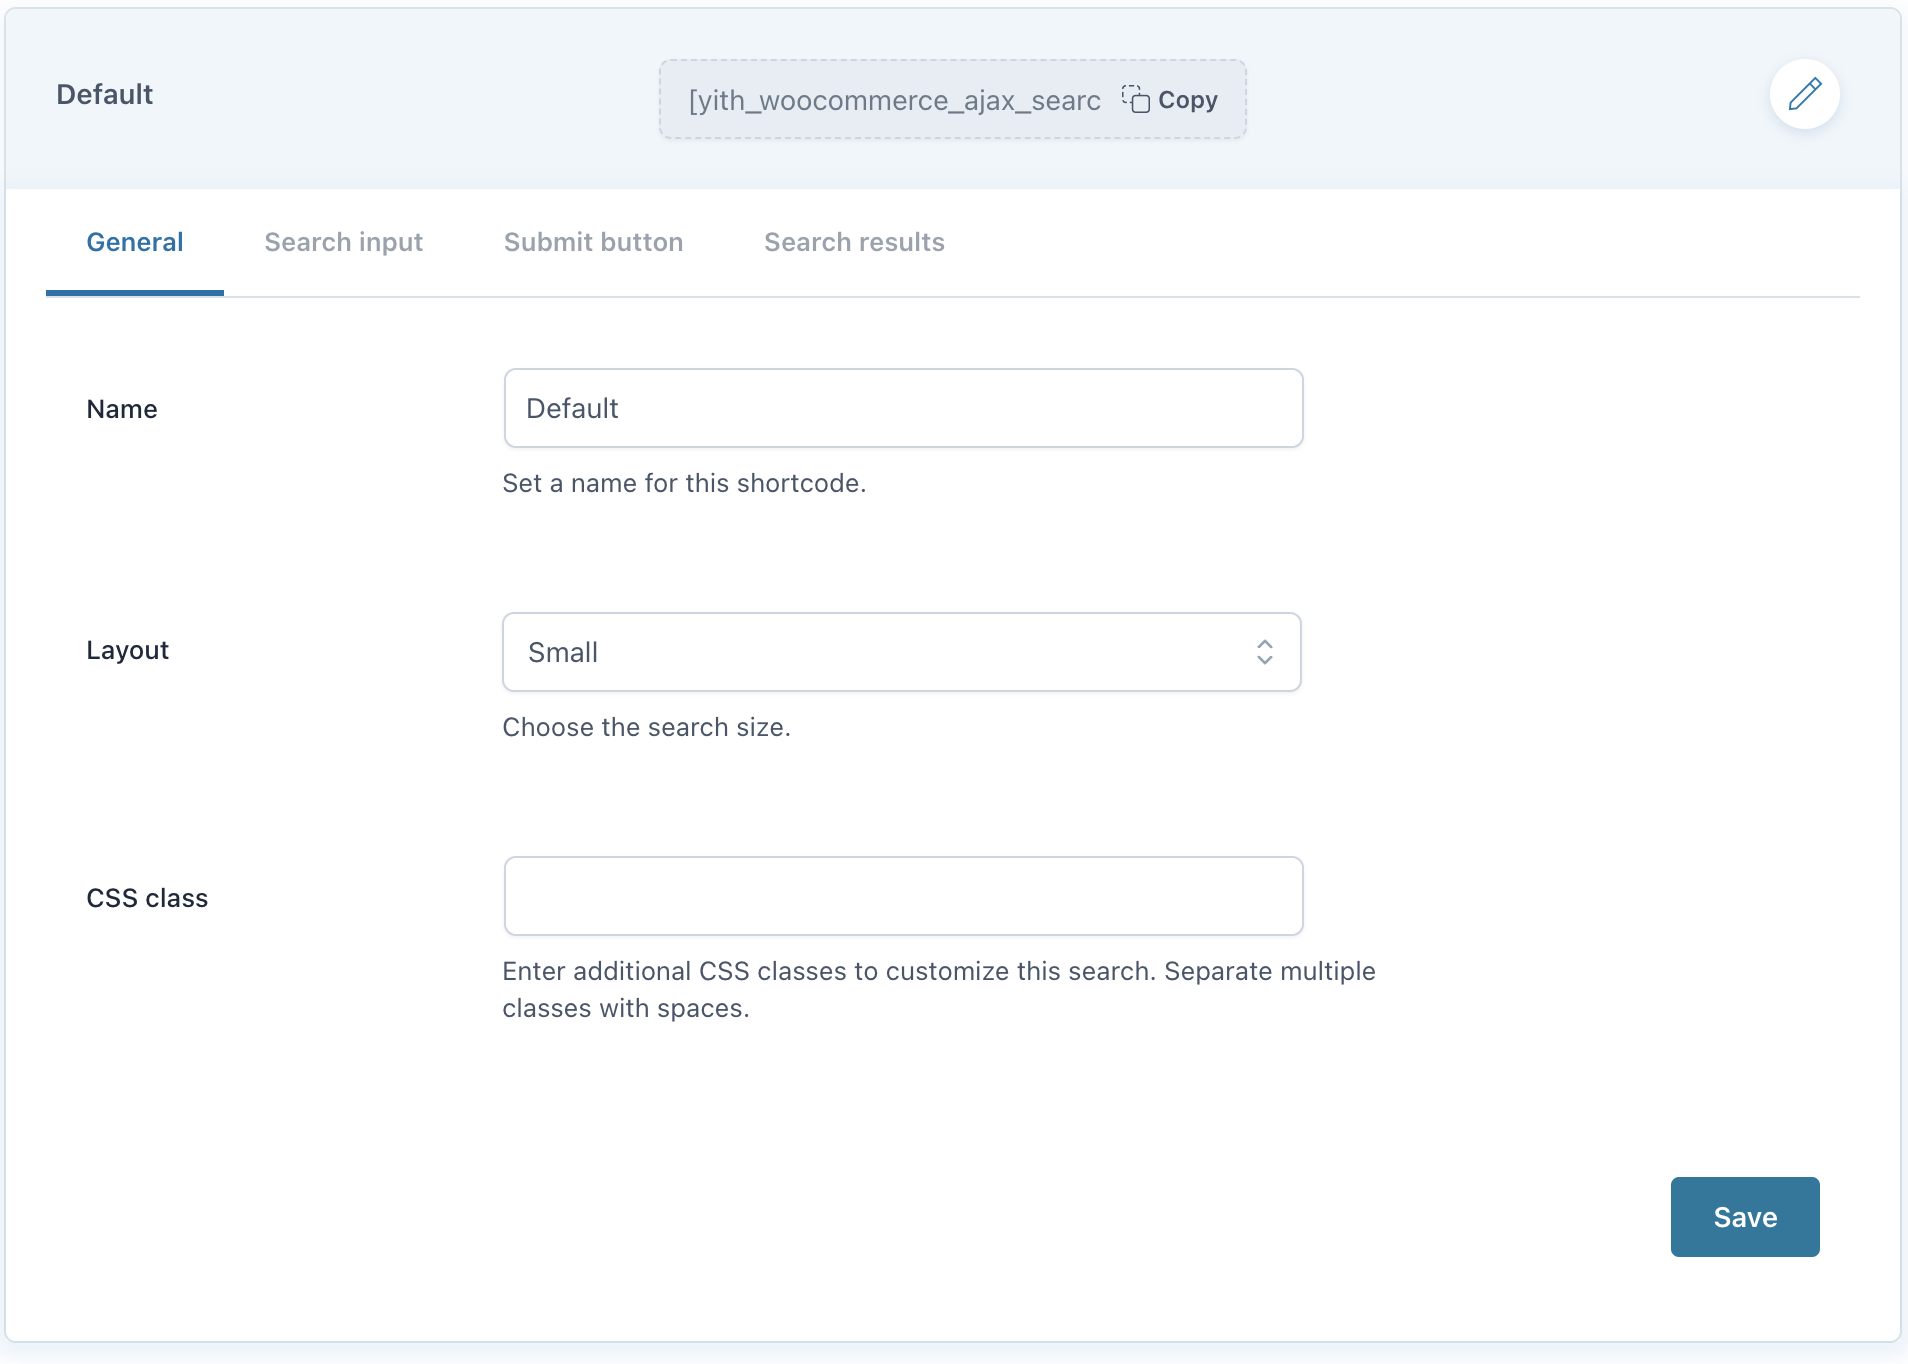 Default
[yith_woocommerce_ajax_searc
Copy
General
Search input
Submit button
Search results
Name
Default
Set a name for this shortcode.
Layout
Small
Choose the search size.
CSS class
Enter additional CSS classes to customize this search. Separate multiple
classes with spaces.
Save